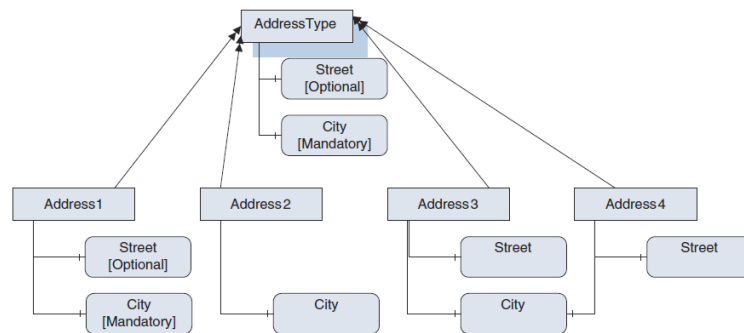 AddressType
Street
[Optional]
City
[Mandatory]
Address1
Address2
Address3
Address4
Street
[Optional]
Street
Street
City
[Mandatory]
City
City